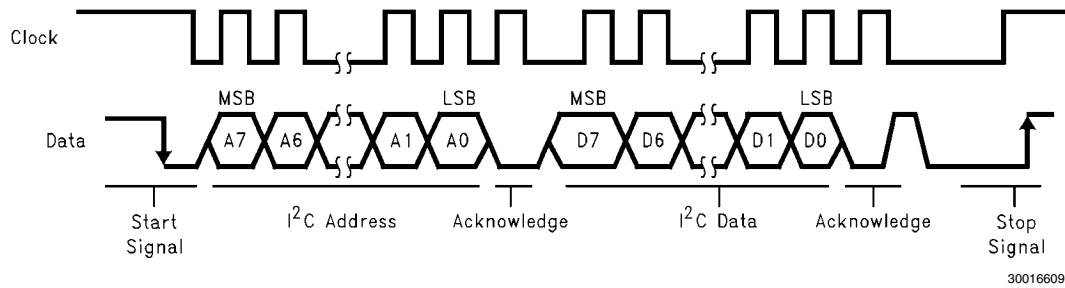 Clock
MSB LSB MSB LSB
Data A7 A6 A1 A0 D7 D6 D1 D0
Start Signal
I²C Address
Acknowledge
I²C Data
Acknowledge
Stop Signal
30016609